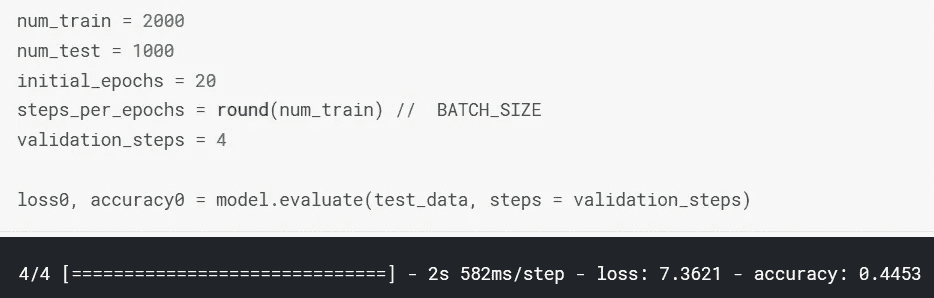 num_train = 2000
num_test = 1000
initial_epochs = 20
steps_per_epochs = round(num_train) // BATCH_SIZE
validation_steps = 4
loss0, accuracy0 = model.evaluate(test_data, steps = validation_steps)
4/4 [==============================] - 2s 582ms/step - loss: 7.3621 - accuracy: 0.4453